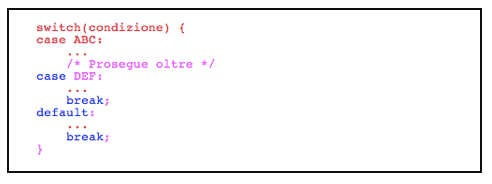 switch(condizione) {
case ABC:
...
/* Prosegue oltre */
case DEF:
...
break;
default:
...
break;
}